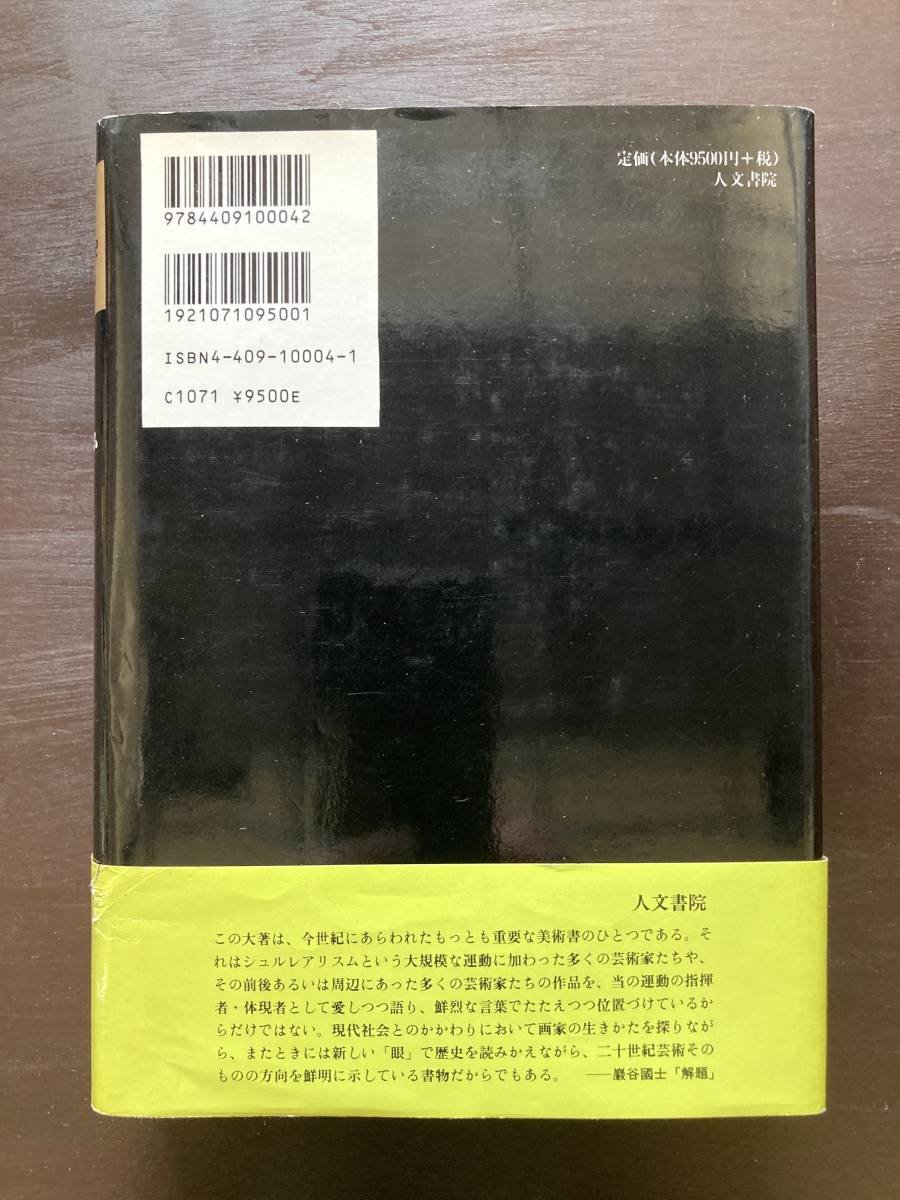 9784409100042
1921071095001
ISBN4-409-10004-1
C1071 ¥9500E
定価(本体9500円+税)
人文書院
人文書院
この大著は、今世紀にあらわれたもっとも重要な美術書のひとつである。そ
れはシュルレアリスムという大規模な運動に加わった多くの芸術家たちや、
その前後あるいは周辺にあった多くの芸術家たちの作品を、当の運動の指揮
者・体現者として愛しつつ語り、鮮烈な言葉でたたえつつ位置づけているか
らだけではない。現代社会とのかかわりにおいて画家の生きかたを探りなが
ら、またときには新しい「眼」で歴史を読みかえながら、二十世紀芸術その
ものの方向を鮮明に示している書物だからでもある。 ――巖谷國士「解題」